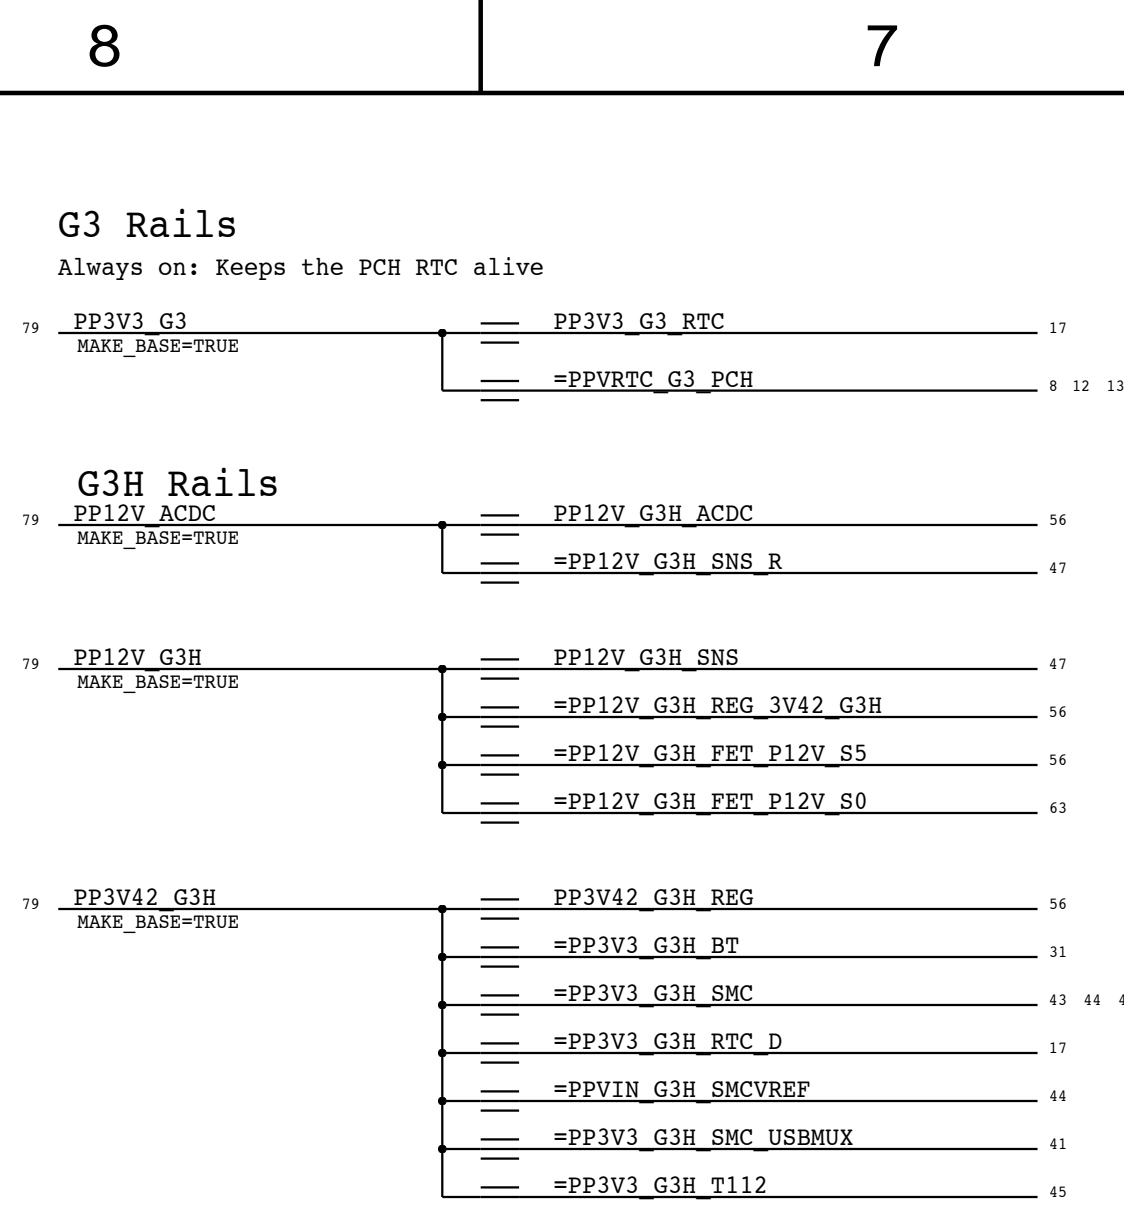 8 7
G3 Rails
Always on: Keeps the PCH RTC alive
79 PP3V3_G3 PP3V3_G3_RTC 17
MAKE_BASE=TRUE
=PPVRTC_G3_PCH 8 12 13
G3H Rails
79 PP12V_ACDC PP12V_G3H_ACDC 56
MAKE_BASE=TRUE
=PP12V_G3H_SNS_R 47
79 PP12V_G3H PP12V_G3H_SNS 47
MAKE_BASE=TRUE
=PP12V_G3H_REG_3V42_G3H 56
=PP12V_G3H_FET_P12V_S5 56
=PP12V_G3H_FET_P12V_S0 63
79 PP3V42_G3H PP3V42_G3H_REG 56
MAKE_BASE=TRUE
=PP3V3_G3H_BT 31
=PP3V3_G3H_SMC 43 44
=PP3V3_G3H_RTC_D 17
=PPVIN_G3H_SMCVREF 44
=PP3V3_G3H_SMC_USBMUX 41
=PP3V3_G3H_T112 45